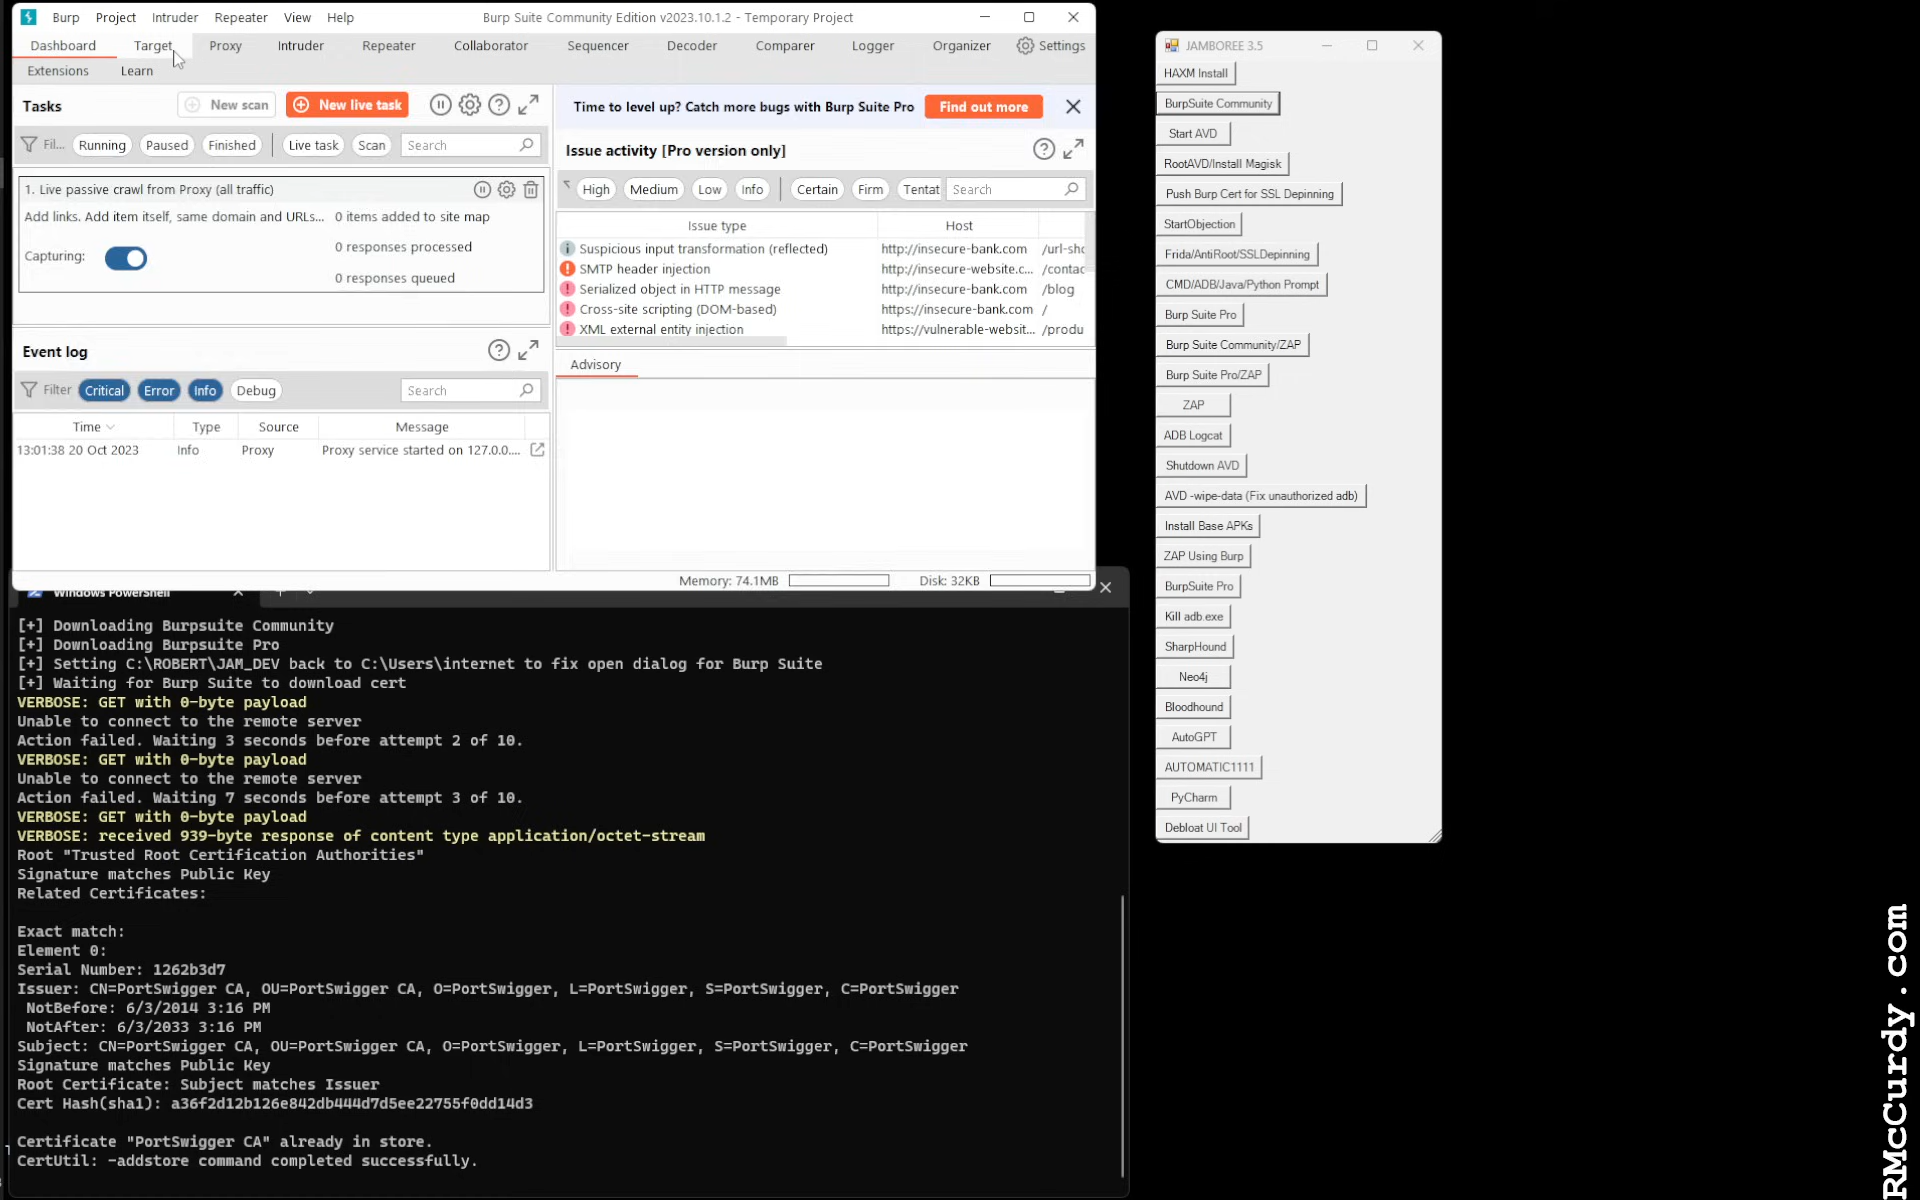 Burp Project Intruder Repeater View Help Burp Suite Community Edition v2023.10.1.2 - Temporary Project
Dashboard Target Proxy Intruder Repeater Collaborator Sequencer Decoder Comparer Logger Organizer Settings
Extensions Learn
Tasks New scan New live task
Fil... Running Paused Finished Live task Scan Search
1. Live passive crawl from Proxy (all traffic)
Add links. Add item itself, same domain and URLs... 0 items added to site map
0 responses processed
Capturing:
0 responses queued
Event log
Filter Critical Error Info Debug Search
Time Type Source Message
13:01:38 20 Oct 2023 Info Proxy Proxy service started on 127.0.0....
Time to level up? Catch more bugs with Burp Suite Pro Find out more
Issue activity [Pro version only]
High Medium Low Info Certain Firm Tentat Search
Issue type Host
Suspicious input transformation (reflected) http://insecure-bank.com /url-sho
SMTP header injection http://insecure-website.c... /contac
Serialized object in HTTP message http://insecure-bank.com /blog
Cross-site scripting (DOM-based) https://insecure-bank.com /
XML external entity injection https://vulnerable-websit... /produ
Advisory
Memory: 74.1MB Disk: 32KB
Windows PowerShell
[+] Downloading Burpsuite Community
[+] Downloading Burpsuite Pro
[+] Setting C:\ROBERT\JAM_DEV back to C:\Users\internet to fix open dialog for Burp Suite
[+] Waiting for Burp Suite to download cert
VERBOSE: GET with 0-byte payload
Unable to connect to the remote server
Action failed. Waiting 3 seconds before attempt 2 of 10.
VERBOSE: GET with 0-byte payload
Unable to connect to the remote server
Action failed. Waiting 7 seconds before attempt 3 of 10.
VERBOSE: GET with 0-byte payload
VERBOSE: received 939-byte response of content type application/octet-stream
Root "Trusted Root Certification Authorities"
Signature matches Public Key
Related Certificates:
Exact match:
Element 0:
Serial Number: 1262b3d7
Issuer: CN=PortSwigger CA, OU=PortSwigger CA, O=PortSwigger, L=PortSwigger, S=PortSwigger, C=PortSwigger
NotBefore: 6/3/2014 3:16 PM
NotAfter: 6/3/2033 3:16 PM
Subject: CN=PortSwigger CA, OU=PortSwigger CA, O=PortSwigger, L=PortSwigger, S=PortSwigger, C=PortSwigger
Signature matches Public Key
Root Certificate: Subject matches Issuer
Cert Hash(sha1): a36f2d12b126e842db444d7d5ee22755f0dd14d3
Certificate "PortSwigger CA" already in store.
CertUtil: -addstore command completed successfully.
JAMBOREE 3.5
HAXM Install
BurpSuite Community
Start AVD
RootAVD/Install Magisk
Push Burp Cert for SSL Depinning
StartObjection
Frida/AntiRoot/SSLDepinning
CMD/ADB/Java/Python Prompt
Burp Suite Pro
Burp Suite Community/ZAP
Burp Suite Pro/ZAP
ZAP
ADB Logcat
Shutdown AVD
AVD -wipe-data (Fix unauthorized adb)
Install Base APKs
ZAP Using Burp
BurpSuite Pro
Kill adb.exe
SharpHound
Neo4j
Bloodhound
AutoGPT
AUTOMATIC1111
PyCharm
Debloat UI Tool
RMcCurdy.com